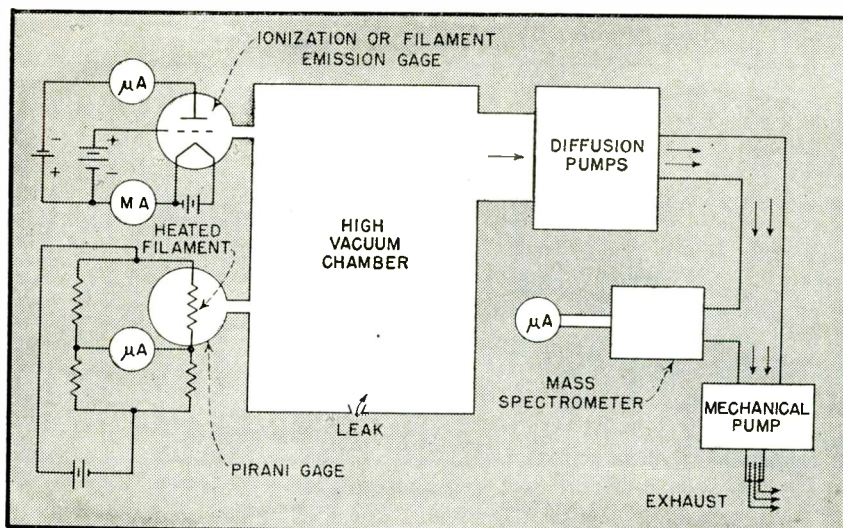 IONIZATION OR FILAMENT
EMISSION GAGE
μA
-
+
+
-
MA
HEATED
FILAMENT
μA
PIRANI GAGE
HIGH
VACUUM
CHAMBER
LEAK
DIFFUSION
PUMPS
μA
MASS
SPECTROMETER
MECHANICAL
PUMP
EXHAUST